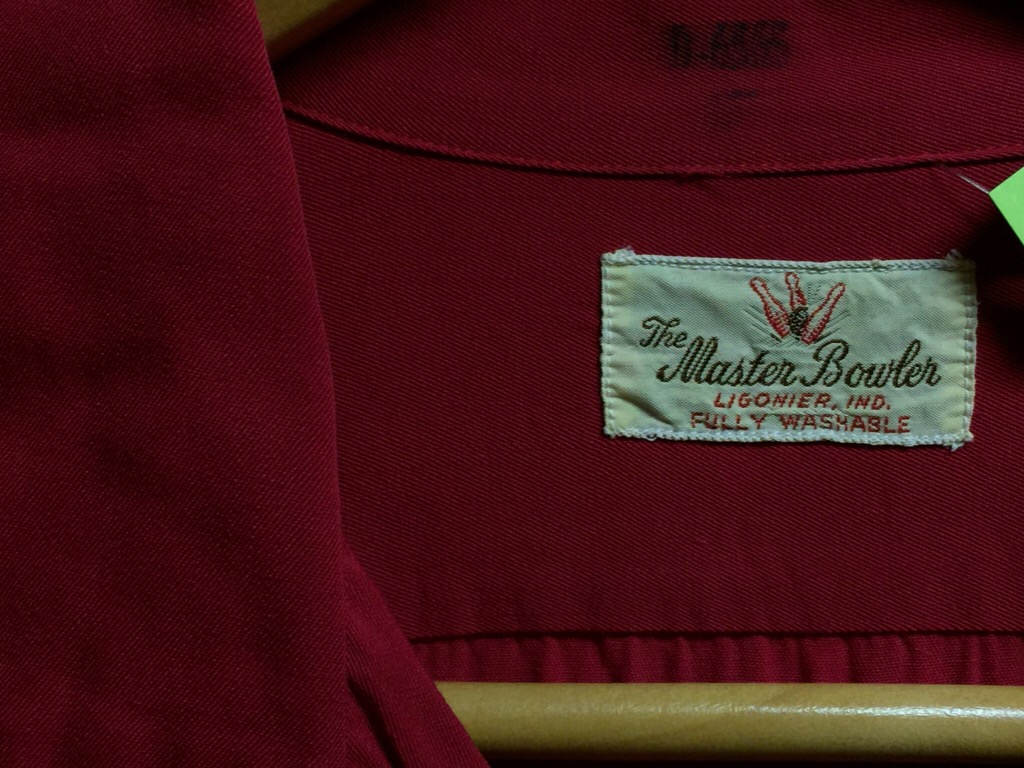 The
Master Bowler
LIGONIER, IND.
FULLY WASHABLE